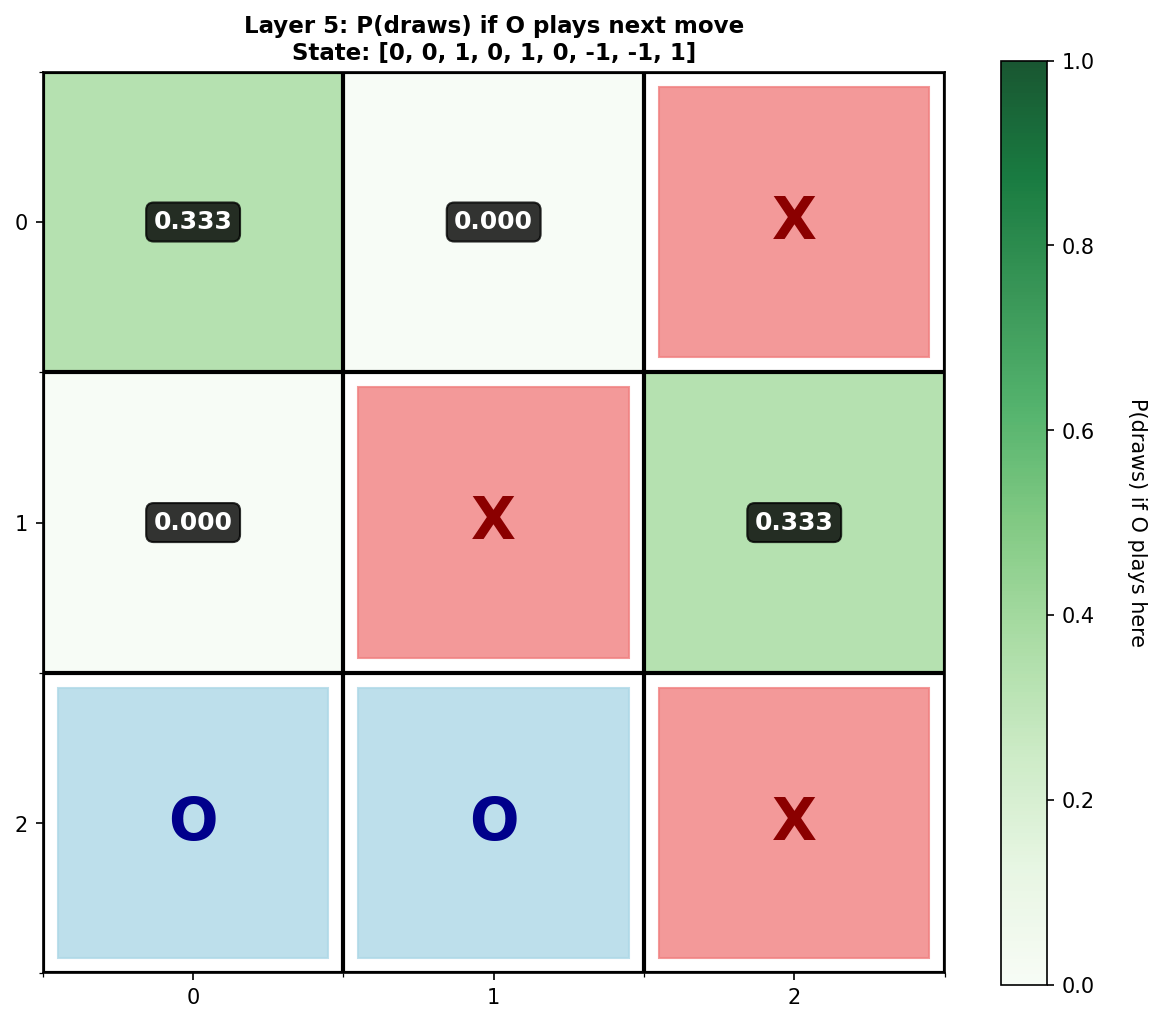 Layer 5: P(draws) if O plays next move
State: [0, 0, 1, 0, 1, 0, -1, -1, 1]
0
0.333
0.000
X
1
0.000
X
0.333
2
O
O
X
0
1
2
1.0
0.8
0.6
0.4
0.2
0.0
P(draws) if O plays here